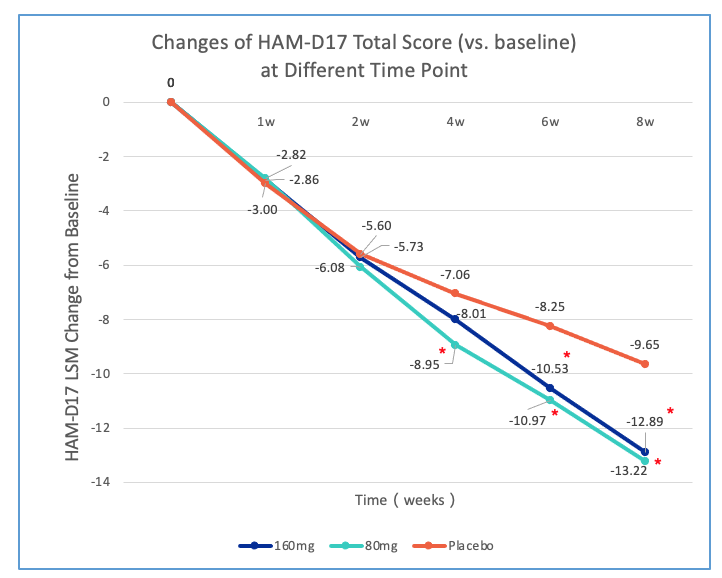 Changes of HAM-D17 Total Score (vs. baseline)
at Different Time Point
0
0
1w
2w
4w
6w
8w
-2
-2.82
-2.86
-3.00
-4
-5.60
-5.73
-6
-6.08
-7.06
-8
-8.01
-8.25
*
-8.95
*
-9.65
-10
-10.53
-10.97
*
*
-12
-12.89
-13.22
*
-14
HAM-D17 LSM Change from Baseline
Time ( weeks )
160mg
80mg
Placebo